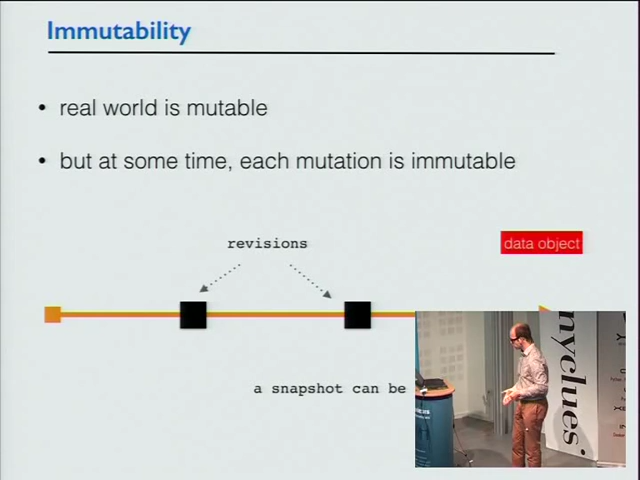 Immutability
• real world is mutable
• but at some time, each mutation is immutable
revisions
data object
a snapshot can be
nyclues'